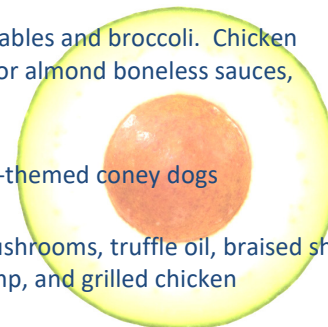 ables and broccoli.  Chicken
or almond boneless sauces,
-themed coney dogs
ushrooms, truffle oil, braised sh
mp, and grilled chicken